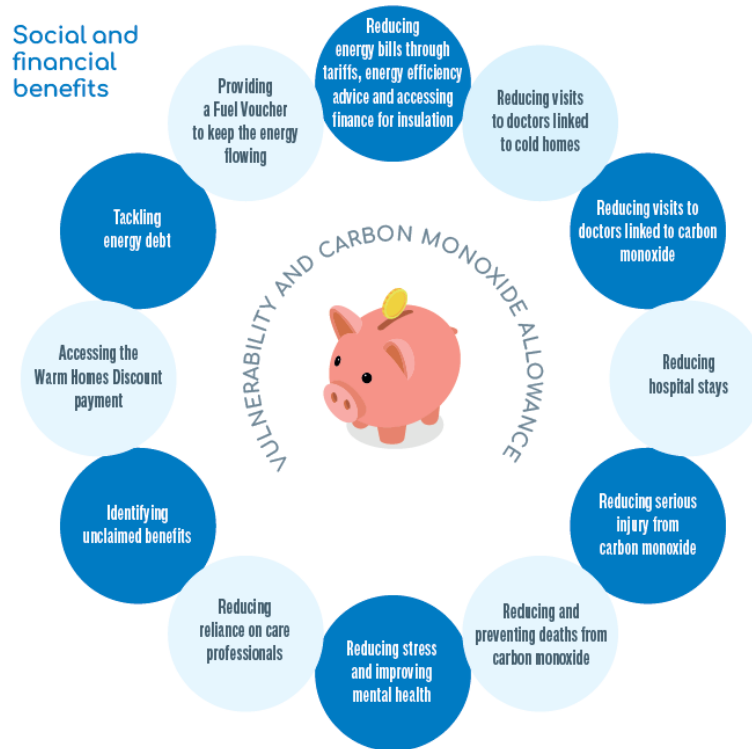 Social and
financial
benefits
Reducing
energy bills through
tariffs, energy efficiency
advice and accessing
finance for insulation
Reducing visits
to doctors linked
to cold homes
Reducing visits to
doctors linked to carbon
monoxide
Reducing
hospital stays
Reducing serious
injury from
carbon monoxide
Reducing and
preventing deaths from
carbon monoxide
Reducing stress
and improving
mental health
Reducing
reliance on care
professionals
Identifying
unclaimed benefits
Accessing the
Warm Homes Discount
payment
Tackling
energy debt
Providing
a Fuel Voucher
to keep the energy
flowing
VULNERABILITY AND CARBON MONOXIDE ALLOWANCE